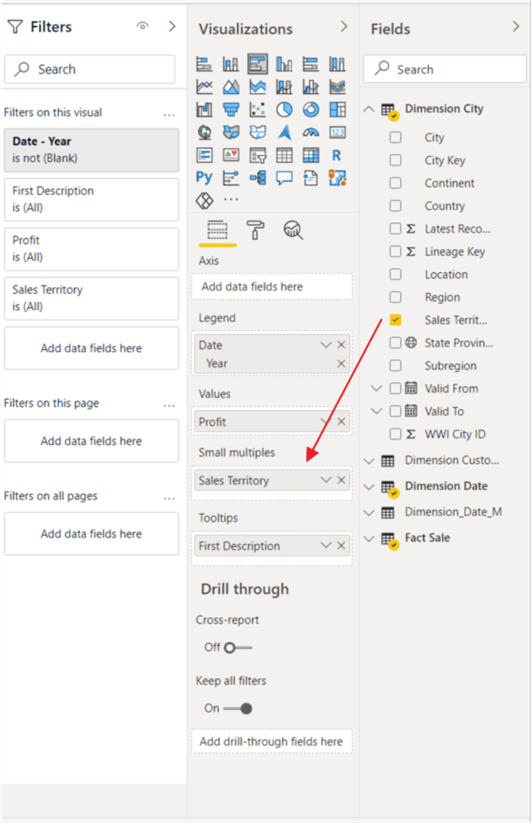 Filters
Search
Filters on this visual
...
Date - Year
is not (Blank)
First Description
is (All)
Profit
is (All)
Sales Territory
is (All)
Add data fields here
Filters on this page
...
Add data fields here
Filters on all pages
...
Add data fields here
Visualizations
123
R
Py
...
Axis
Add data fields here
Legend
Date
Year
Values
Profit
Small multiples
Sales Territory
Tooltips
First Description
Drill through
Cross-report
Off
Keep all filters
On
Add drill-through fields here
Fields
Search
Dimension City
City
City Key
Continent
Country
Σ Latest Reco...
Σ Lineage Key
Location
Region
Sales Territ...
State Provin...
Subregion
Valid From
Valid To
Σ WWI City ID
Dimension Custo...
Dimension Date
Dimension_Date_M
Fact Sale